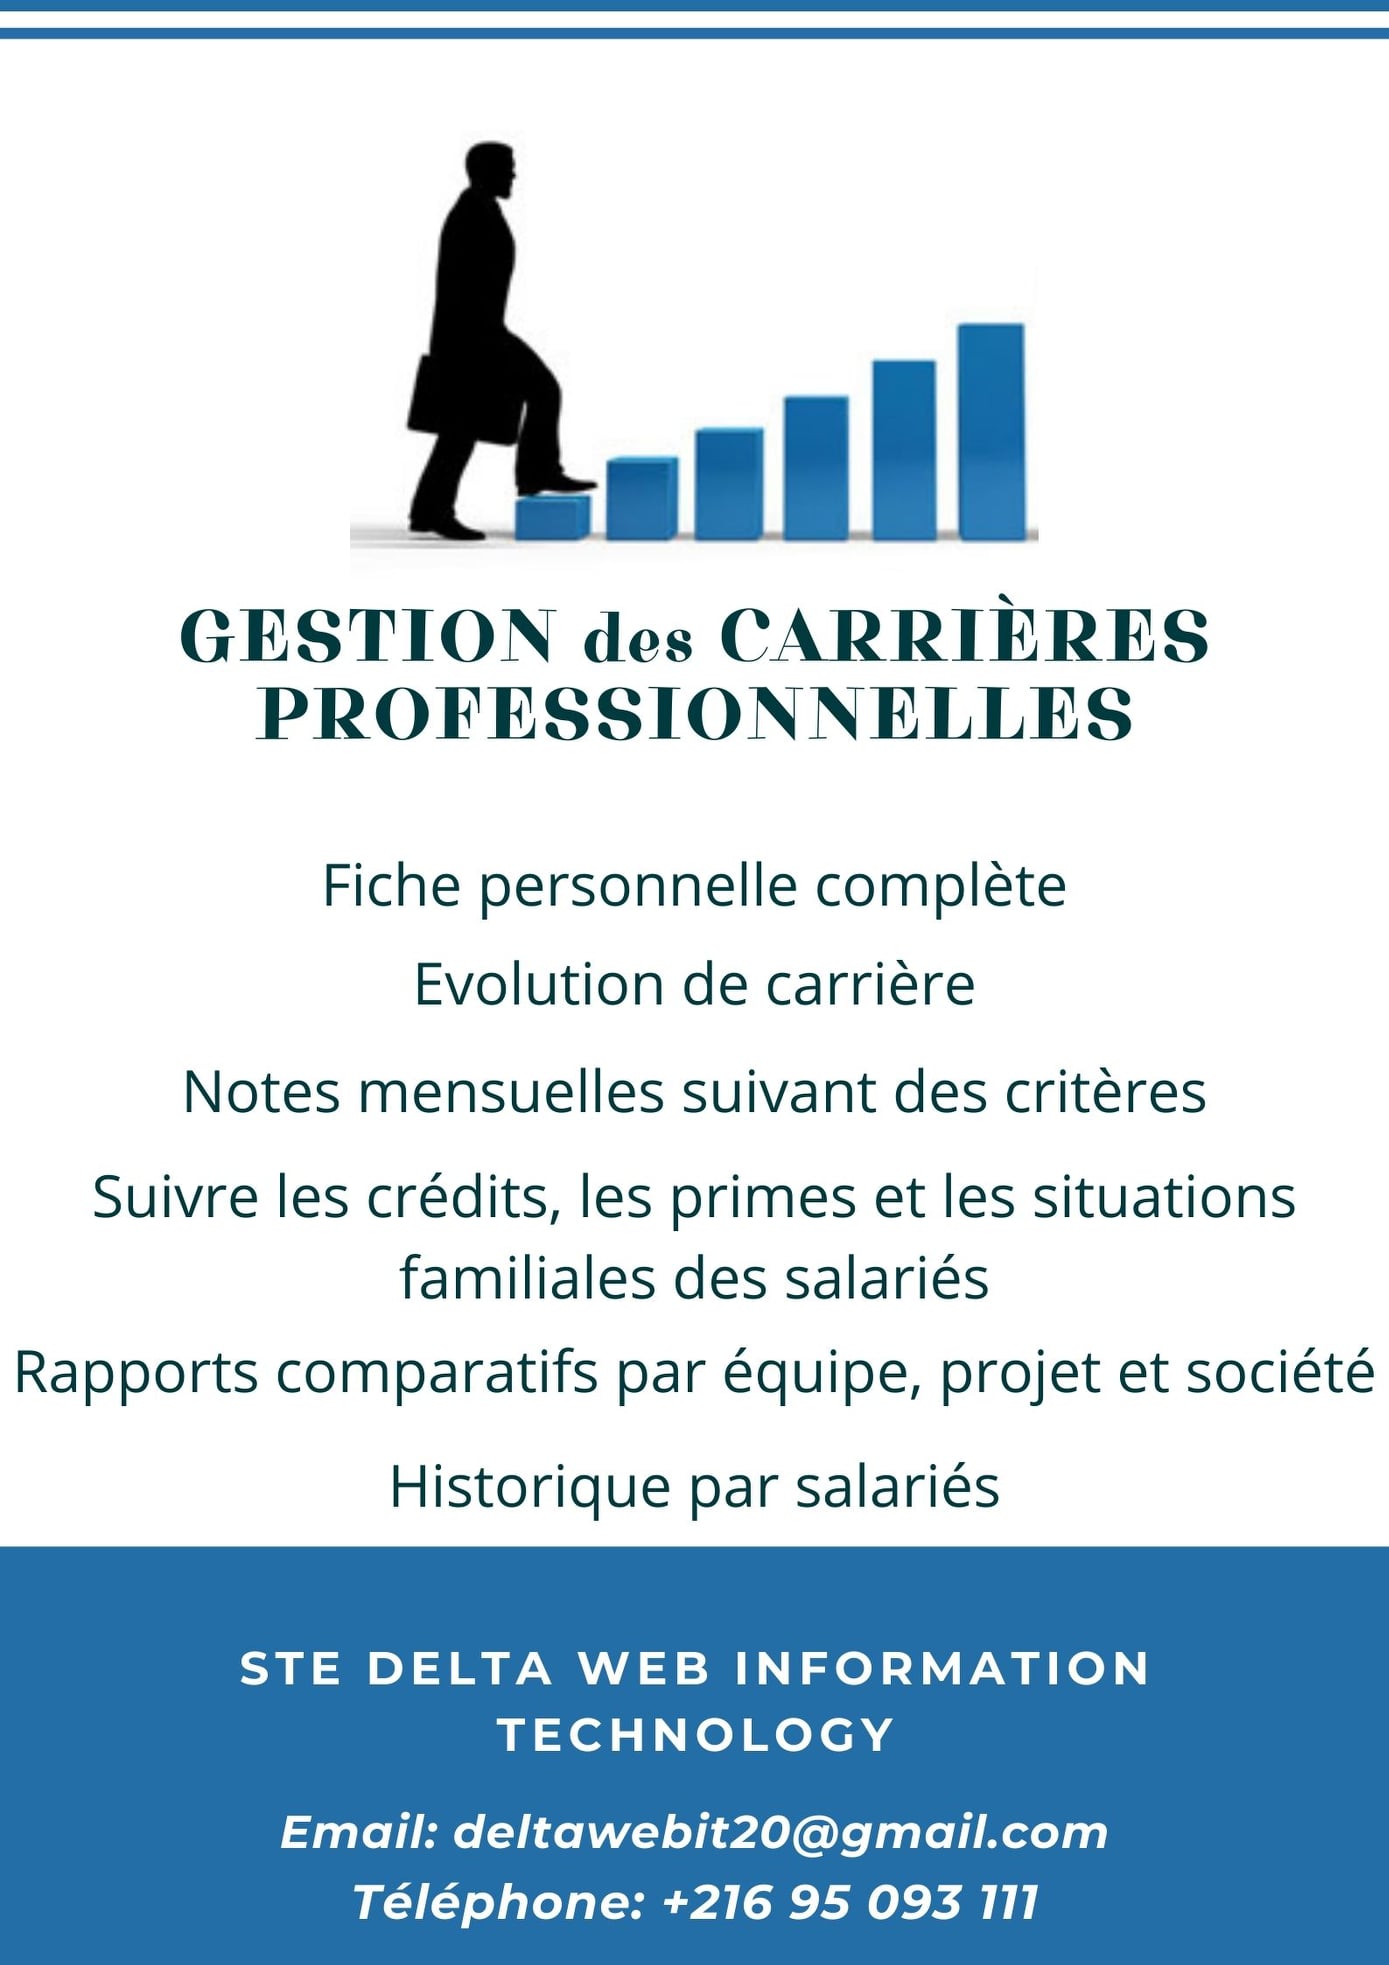 GESTION des CARRIÈRES
PROFESSIONNELLES
Fiche personnelle complète
Evolution de carrière
Notes mensuelles suivant des critères
Suivre les crédits, les primes et les situations
familiales des salariés
Rapports comparatifs par équipe, projet et société
Historique par salariés
STE DELTA WEB INFORMATION
TECHNOLOGY
Email: deltawebit20@gmail.com
Téléphone: +216 95 093 111